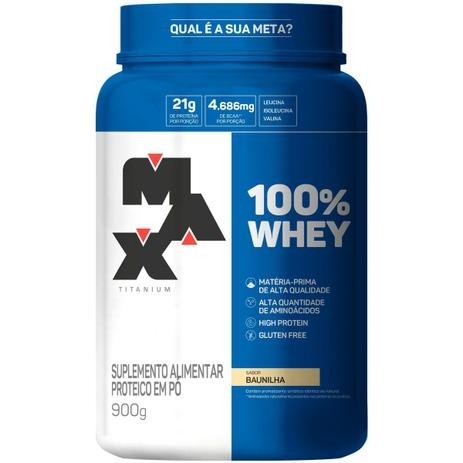 QUAL É A SUA META?
21g
DE PROTEÍNA
POR PORÇÃO
4.686mg
DE BCAA**
POR PORÇÃO
LEUCINA
ISOLEUCINA
VALINA
MAX
TITANIUM
100%
WHEY
MATÉRIA-PRIMA
DE ALTA QUALIDADE
ALTA QUANTIDADE
DE AMINOÁCIDOS
HIGH PROTEIN
GLUTEN FREE
SABOR
BAUNILHA
SUPLEMENTO ALIMENTAR
PROTEICO EM PÓ
900g